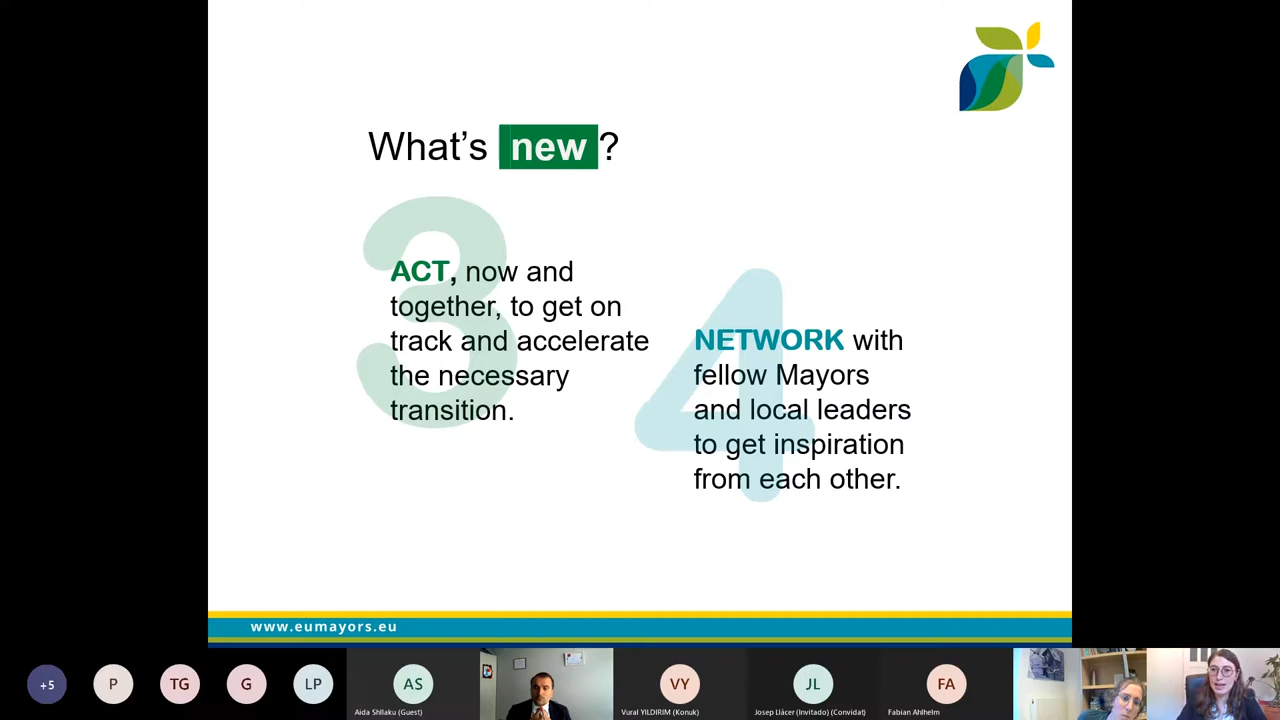 What's new ?
ACT, now and
together, to get on
track and accelerate
the necessary
transition.
NETWORK with
fellow Mayors
and local leaders
to get inspiration
from each other.
www.eumayors.eu
+5
P
TG
G
LP
AS
Aida Shllaku (Guest)
VY
Vural YILDIRIM (Konuk)
JL
Josep Llácer (Invitado) (Convidat)
FA
Fabian Ahlhelm
3
4